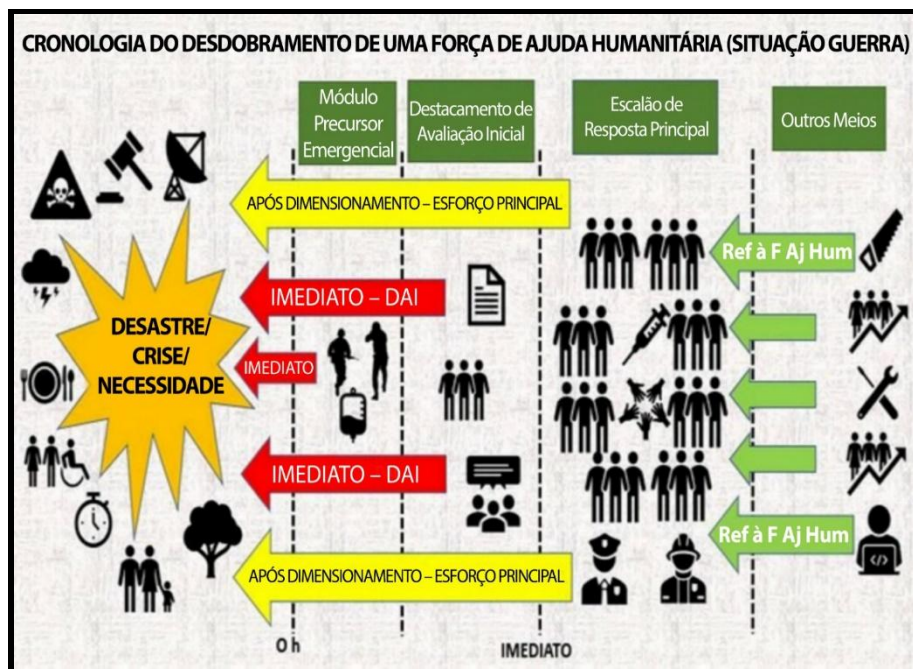 CRONOLOGIA DO DESDOBRAMENTO DE UMA FORÇA DE AJUDA HUMANITÁRIA (SITUAÇÃO GUERRA)
Módulo
Precursor
Emergencial
Destacamento de
Avaliação Inicial
Escalão de
Resposta Principal
Outros Meios
APÓS DIMENSIONAMENTO – ESFORÇO PRINCIPAL
Ref à F Aj Hum
IMEDIATO – DAI
DESASTRE/
CRISE/
NECESSIDADE
IMEDIATO
IMEDIATO – DAI
Ref à F Aj Hum
APÓS DIMENSIONAMENTO – ESFORÇO PRINCIPAL
0 h
IMEDIATO